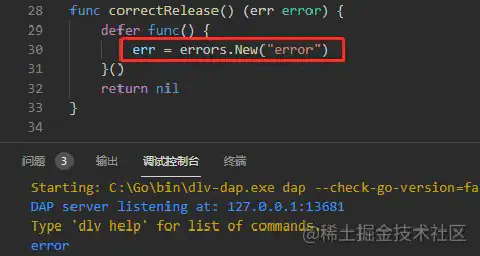 28 func correctRelease() (err error) {
29 defer func() {
30 err = errors.New("error")
31 }()
32 return nil
33 }
34
问题 3 输出 调试控制台 终端
Starting: C:\Go\bin\dlv-dap.exe dap --check-go-version=fa
DAP server listening at: 127.0.0.1:13681
Type 'dlv help' for list of commands.
error
@稀土掘金技术社区